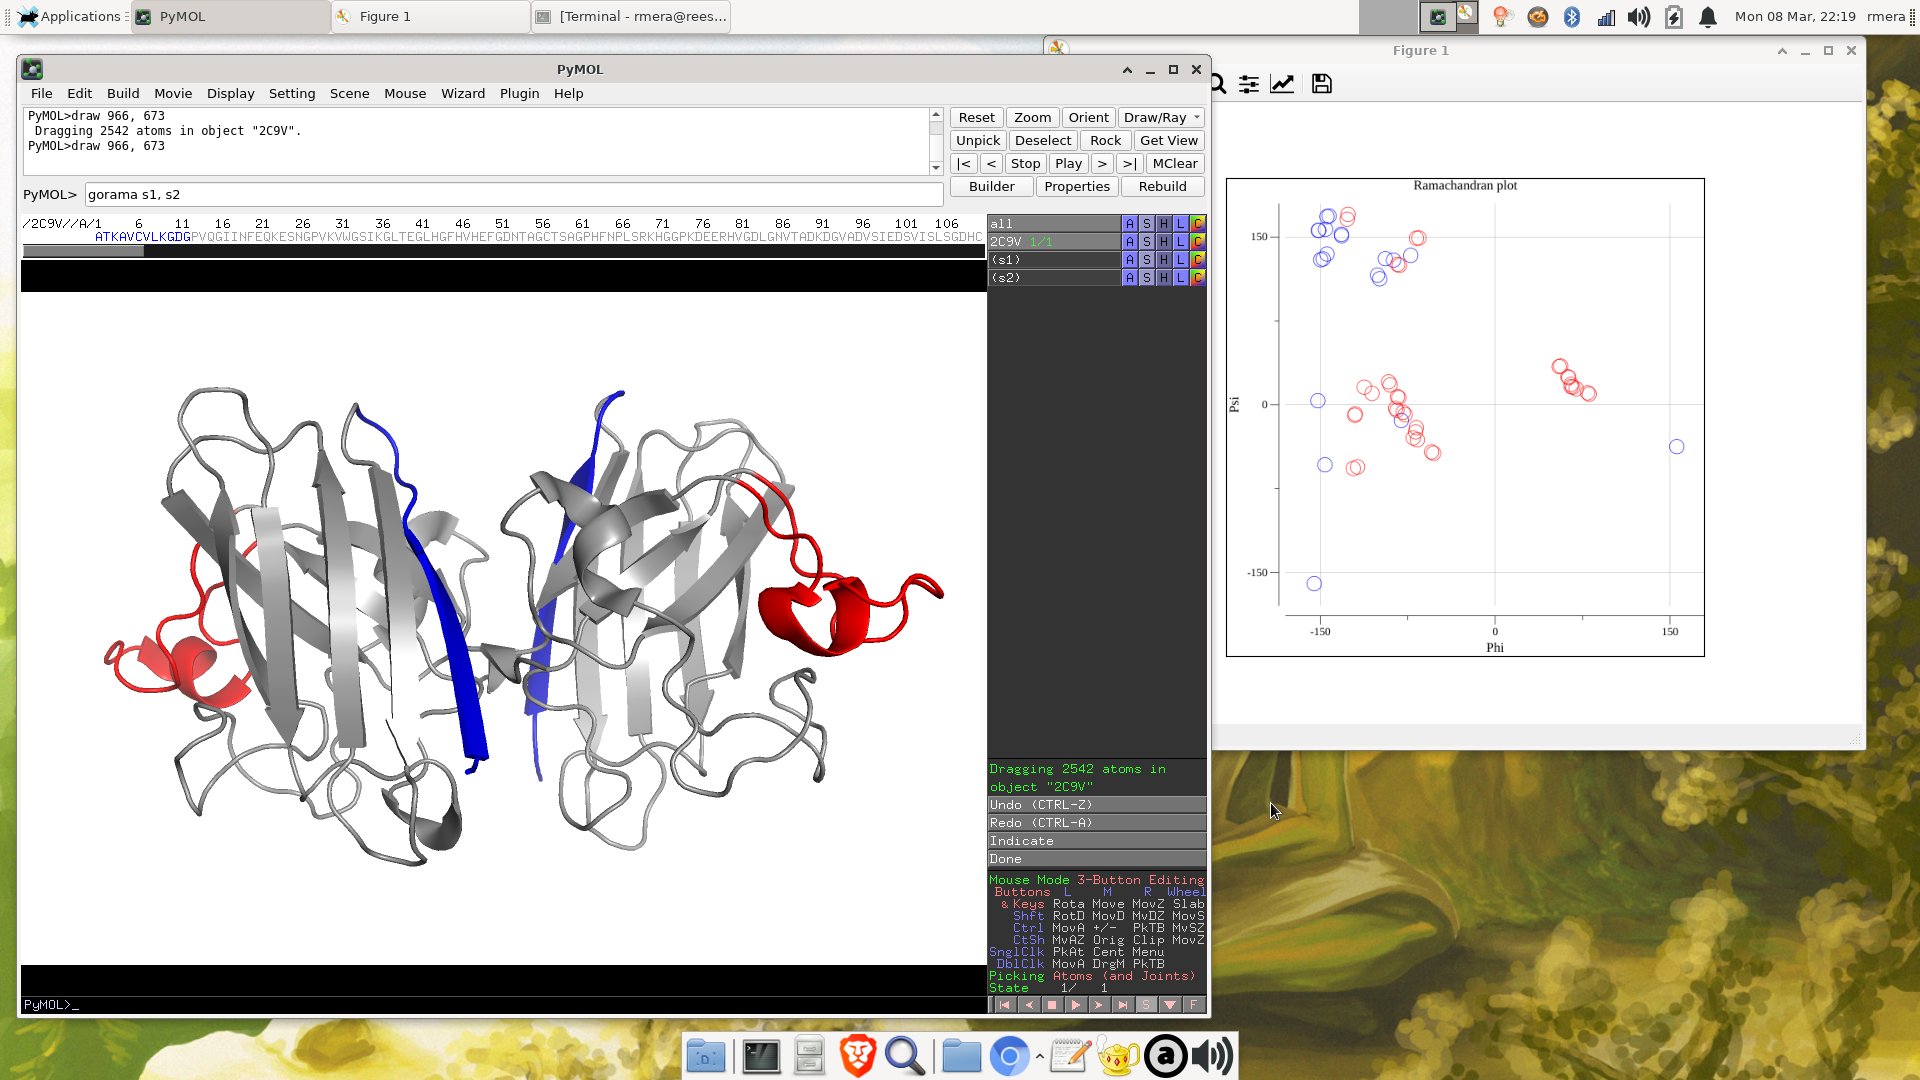 Applications
PyMOL
Figure 1
[Terminal - rmera@rees...
Mon 08 Mar, 22:19
rmera
Figure 1
PyMOL
File Edit Build Movie Display Setting Scene Mouse Wizard Plugin Help
PyMOL>draw 966, 673
Dragging 2542 atoms in object "2C9V".
PyMOL>draw 966, 673
PyMOL> gorama s1, s2
Reset Zoom Orient Draw/Ray
Unpick Deselect Rock Get View
|< < Stop Play > >| MClear
Builder Properties Rebuild
/2C9V//A/1 6 11 16 21 26 31 36 41 46 51 56 61 66 71 76 81 86 91 96 101 106
ATKAVCVLKGDGPVQGIINFEQKESNGPVKVWGSIKGLTEGLHGFHVHEFGDNTAGCTSAGPHFNPLSRKHGGPKDEERHVGDLGNVTADKDGVADVSIEDSVISLSGDHC
all A S H L C
2C9V 1/1 A S H L C
(s1) A S H L C
(s2) A S H L C
Dragging 2542 atoms in
object "2C9V"
Undo (CTRL-Z)
Redo (CTRL-A)
Indicate
Done
Mouse Mode 3-Button Editing
Buttons L M R Wheel
& Keys Rota Move MovZ Slab
Shft RotD MovD MvDZ MovS
Ctrl MovA +/- PkTB MvSZ
CtSh MvAZ Orig Clip MovZ
SnglClk PkAt Cent Menu
DblClk MovA DrgM PkTB
Picking Atoms (and Joints)
State 1/ 1
S F
PyMOL>_
Ramachandran plot
150
0
-150
Psi
-150 0 150
Phi